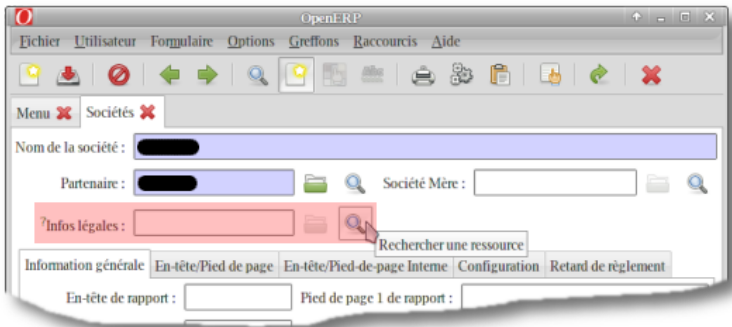 OpenERP
Fichier Utilisateur Formulaire Options Greffons Raccourcis Aide
Menu Sociétés
Nom de la société :
Partenaire : Société Mère :
?Infos légales :
Rechercher une ressource
Information générale En-tête/Pied de page En-tête/Pied-de-page Interne Configuration Retard de règlement
En-tête de rapport : Pied de page 1 de rapport :